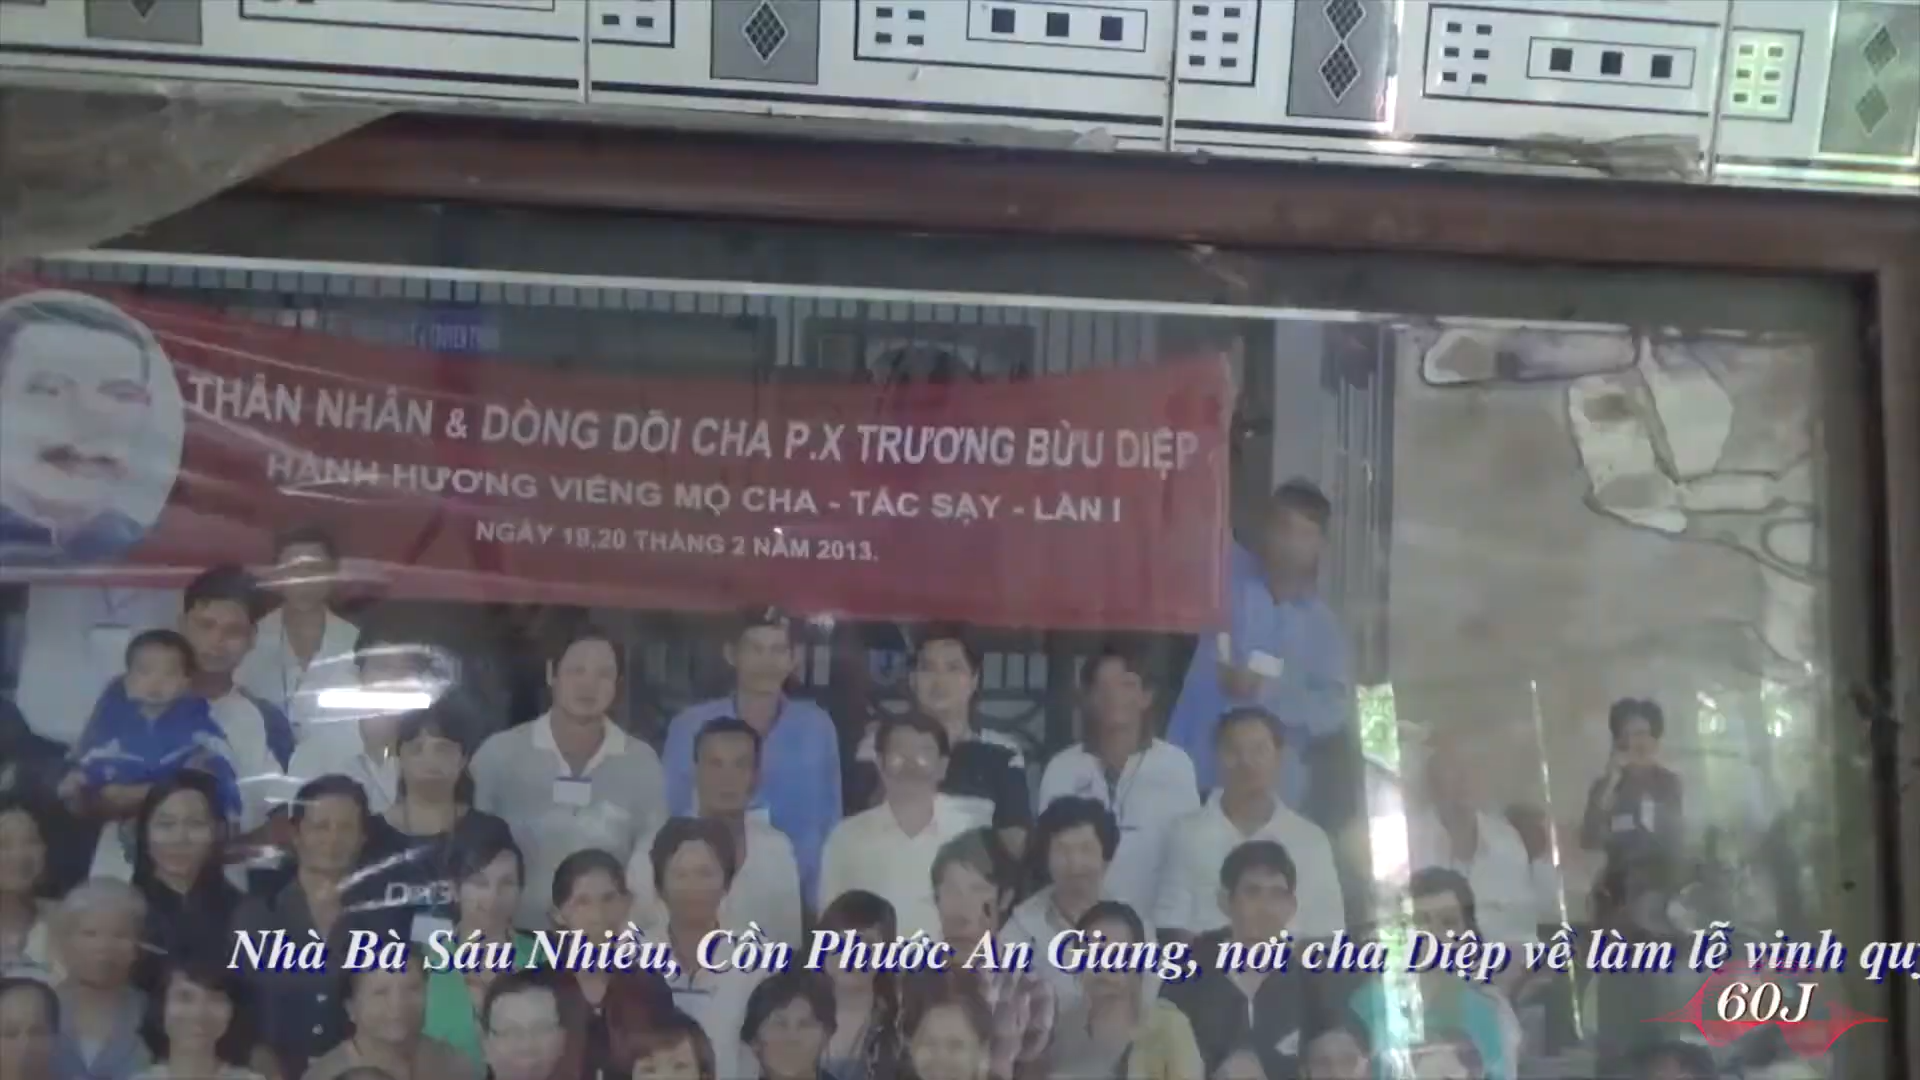 THÂN NHÂN & DÒNG DÕI CHA P.X TRƯƠNG BỬU DIỆP
HÀNH HƯƠNG VIẾNG MỘ CHA - TẮC SẬY - LẦN I
NGÀY 19,20 THÁNG 2 NĂM 2013.
Nhà Bà Sáu Nhiều, Cồn Phước An Giang, nơi cha Diệp về làm lễ vinh quy
60J